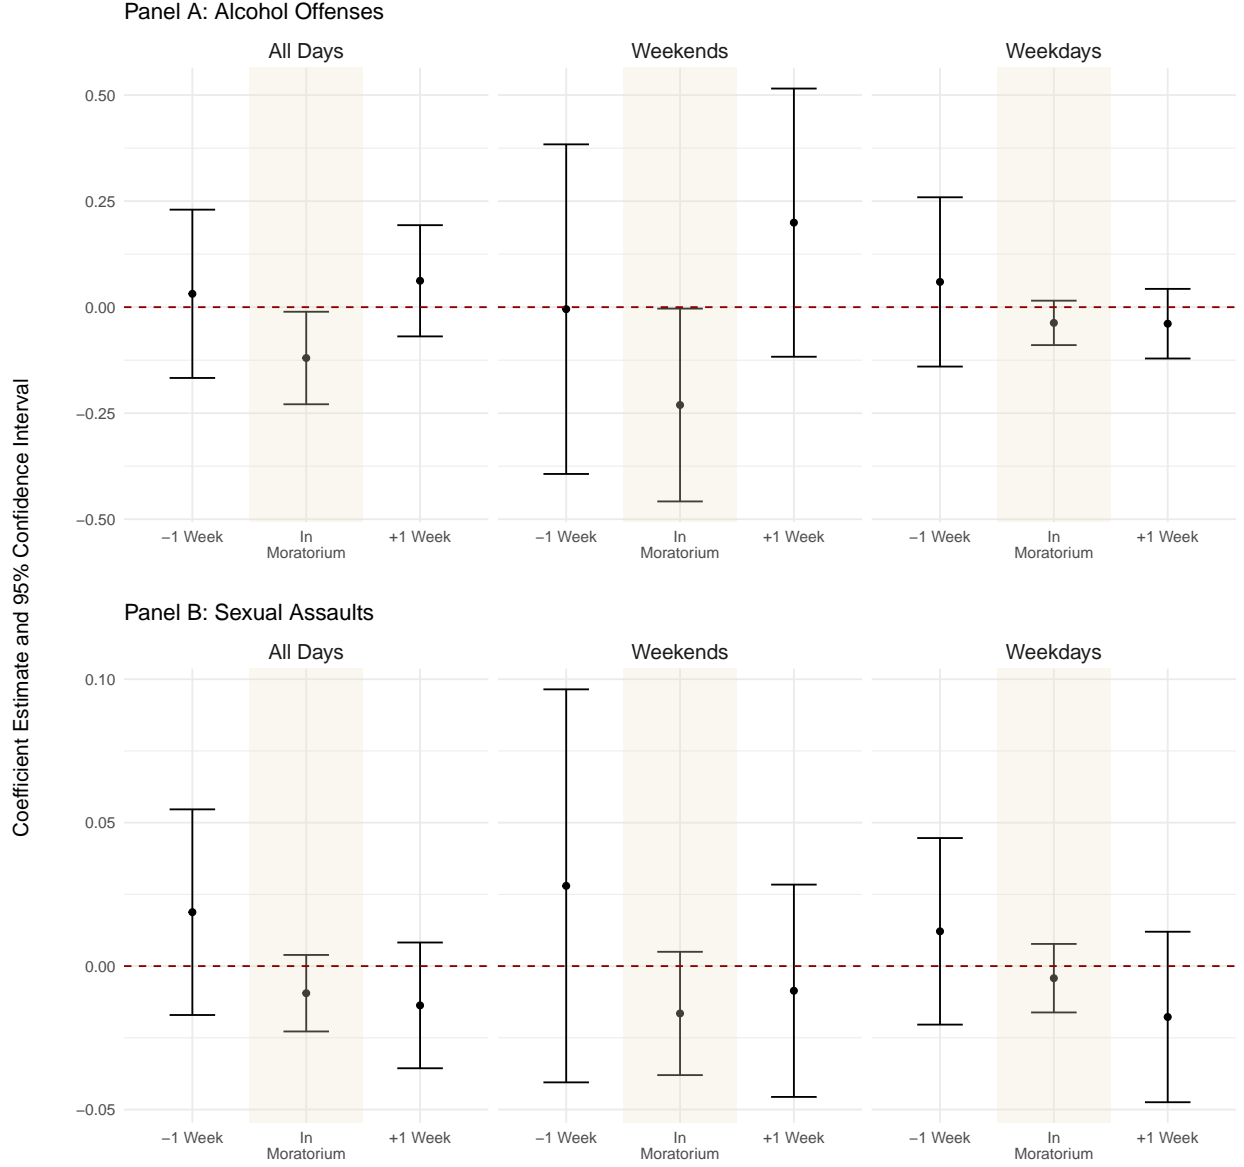 Panel A: Alcohol Offenses
All Days
Weekends
Weekdays
0.50
0.25
0.00
−0.25
−0.50
−1 Week
In
Moratorium
+1 Week
−1 Week
In
Moratorium
+1 Week
−1 Week
In
Moratorium
+1 Week
Coefficient Estimate and 95% Confidence Interval
Panel B: Sexual Assaults
All Days
Weekends
Weekdays
0.10
0.05
0.00
−0.05
−1 Week
In
Moratorium
+1 Week
−1 Week
In
Moratorium
+1 Week
−1 Week
In
Moratorium
+1 Week